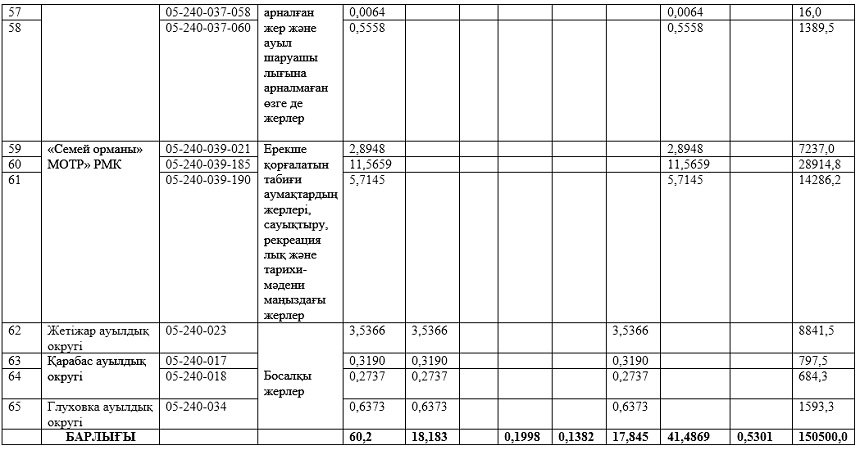 57 05-240-037-058 арналған 0,0064 0,0064 16,0
58 05-240-037-060 жер және 0,5558 0,5558 1389,5
ауыл
шаруашы
лығына
арналмаған
өзге де
жерлер
59 «Семей орманы» 05-240-039-021 Ерекше 2,8948 2,8948 7237,0
60 МОТР» РМК 05-240-039-185 қорғалатын 11,5659 11,5659 28914,8
61 05-240-039-190 табиғи 5,7145 5,7145 14286,2
аумақтардың
жерлері,
сауықтыру,
рекреация
лық және
тарихи-
мәдени
маңыздағы
жерлер
62 Жетіжар ауылдық 05-240-023 3,5366 3,5366 3,5366 8841,5
округі
63 Қарабас ауылдық 05-240-017 0,3190 0,3190 0,3190 797,5
64 округі 05-240-018 Босалқы 0,2737 0,2737 0,2737 684,3
жерлер
65 Глуховка ауылдық 05-240-034 0,6373 0,6373 0,6373 1593,3
округі
БАРЛЫҒЫ 60,2 18,183 0,1998 0,1382 17,845 41,4869 0,5301 150500,0